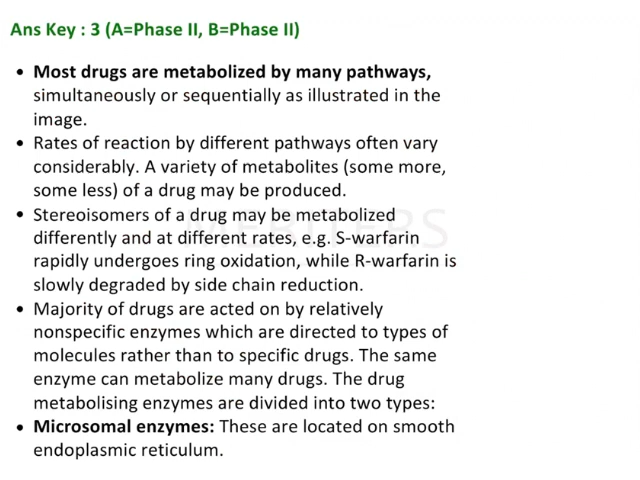 Ans Key : 3 (A=Phase II, B=Phase II)
• Most drugs are metabolized by many pathways,
simultaneously or sequentially as illustrated in the
image.
• Rates of reaction by different pathways often vary
considerably. A variety of metabolites (some more,
some less) of a drug may be produced.
• Stereoisomers of a drug may be metabolized
differently and at different rates, e.g. S-warfarin
rapidly undergoes ring oxidation, while R-warfarin is
slowly degraded by side chain reduction.
• Majority of drugs are acted on by relatively
nonspecific enzymes which are directed to types of
molecules rather than to specific drugs. The same
enzyme can metabolize many drugs. The drug
metabolising enzymes are divided into two types:
• Microsomal enzymes: These are located on smooth
endoplasmic reticulum.